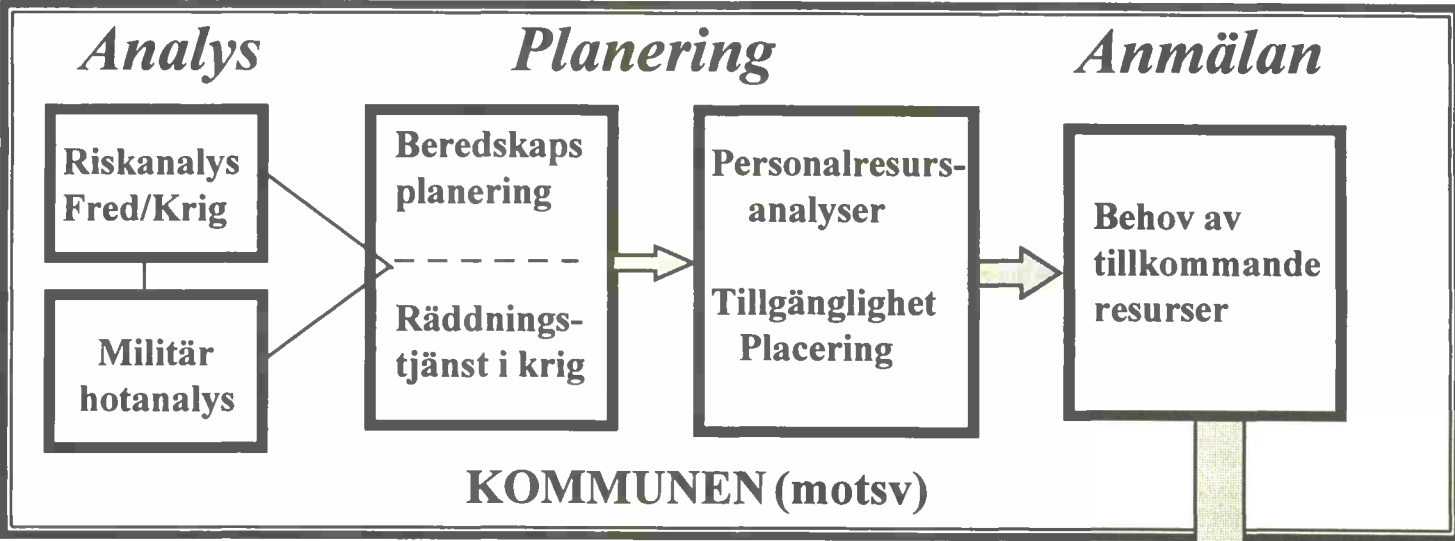 Analys
Planering
Anmälan
Riskanalys
Fred/Krig
Militär
hotanalys
Beredskaps
planering
Räddnings-
tjänst i krig
Personalresurs-
analyser
Tillgänglighet
Placering
Behov av
tillkommande
resurser
KOMMUNEN (motsv)